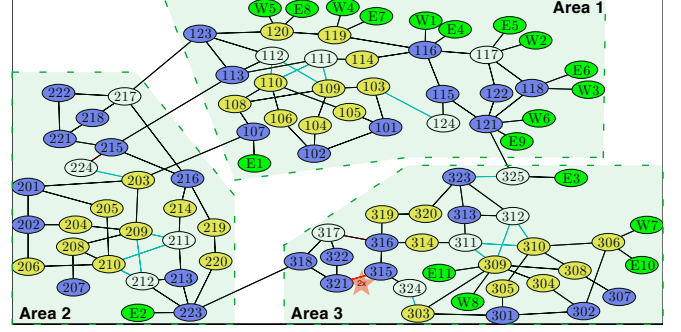 W5 E8 W4 E7 Area 1
W1 E4 E5
123 120 119 W2
112 111 114 116 117
222 217 113 110 109 103 E6
118 W3
218 108 115 122
106 105
221 215 107 104 101 124 121 W6
102 E9
224 E1
203 216 323 325 E3
201
205 214 319 320 313 312
202 204 209 219 317 W7
208 211 316 314 311 310 306
206 210 220 318 322 309 E10
212 213 315 E11 308
207 321 2x 324 304
305 307
W8
Area 2 E2 223 Area 3 303 301 302